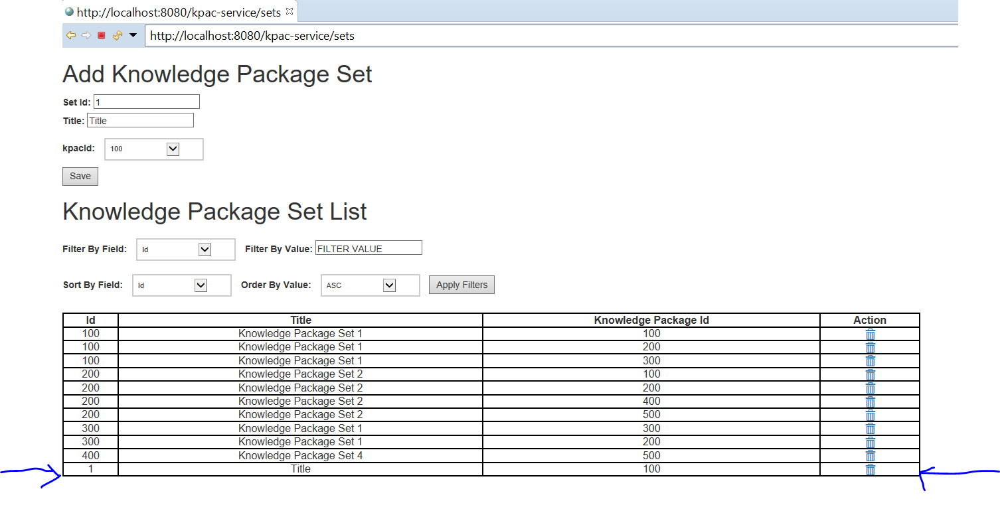 http://localhost:8080/kpac-service/sets
http://localhost:8080/kpac-service/sets
Add Knowledge Package Set
Set Id: 1
Title: Title
kpacId: 100
Save
Knowledge Package Set List
Filter By Field: Id Filter By Value: FILTER VALUE
Sort By Field: Id Order By Value: ASC Apply Filters
Id Title Knowledge Package Id Action
100 Knowledge Package Set 1 100
100 Knowledge Package Set 1 200
100 Knowledge Package Set 1 300
200 Knowledge Package Set 2 100
200 Knowledge Package Set 2 200
200 Knowledge Package Set 2 400
200 Knowledge Package Set 2 500
300 Knowledge Package Set 1 300
300 Knowledge Package Set 1 200
400 Knowledge Package Set 4 500
1 Title 100